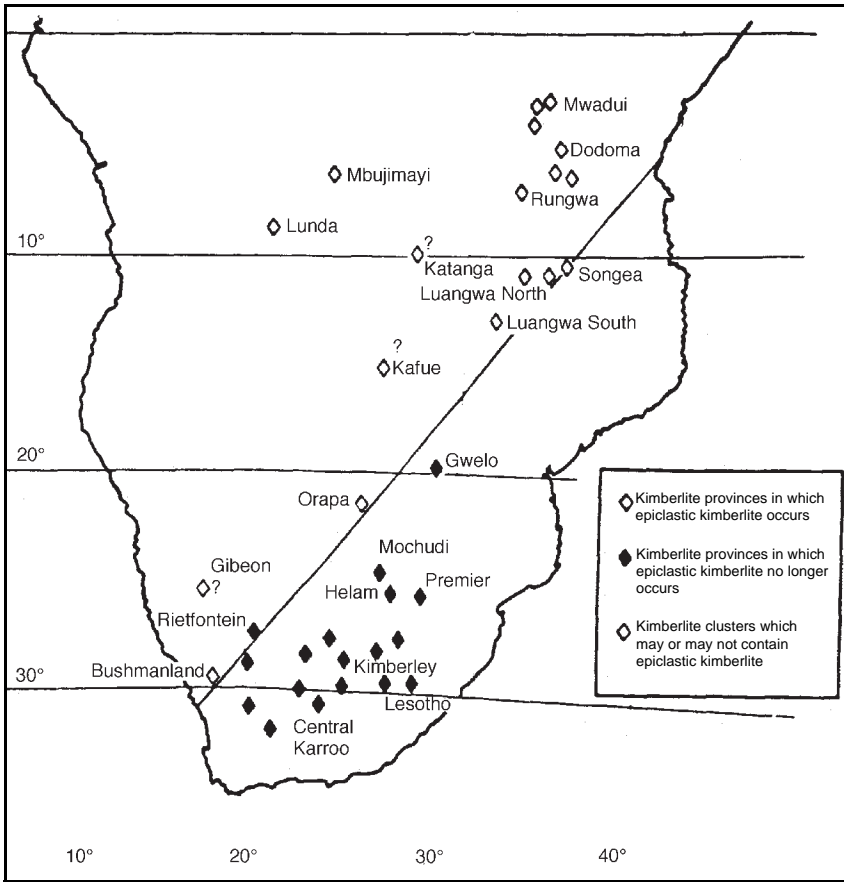 Mwadui
Dodoma
Mbujimayi
Rungwa
Lunda
10°
?
Katanga
Songea
Luangwa North
Luangwa South
?
Kafue
20°
Gwelo
Orapa
Mochudi
Gibeon
?
Helam
Premier
Rietfontein
Bushmanland
Kimberley
30°
Lesotho
Central
Karroo
Kimberlite provinces in which
epiclastic kimberlite occurs
Kimberlite provinces in which
epiclastic kimberlite no longer
occurs
Kimberlite clusters which
may or may not contain
epiclastic kimberlite
10°
20°
30°
40°